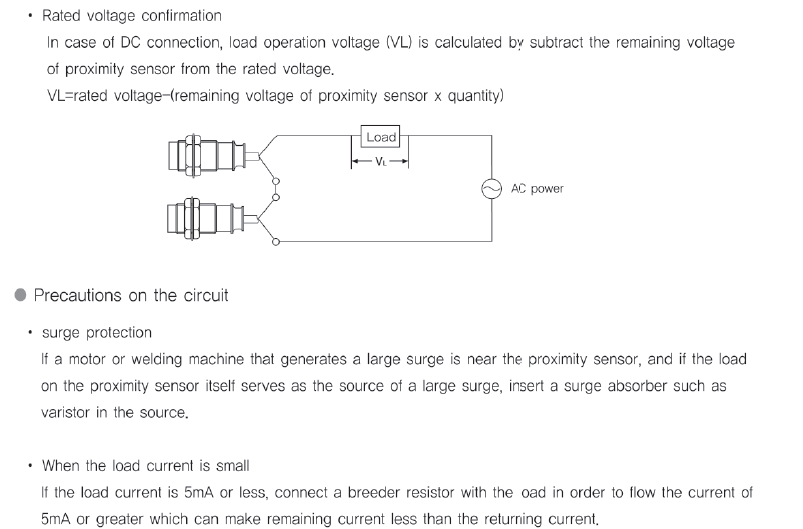 • Rated voltage confirmation
In case of DC connection, load operation voltage (VL) is calculated by subtract the remaining voltage
of proximity sensor from the rated voltage.
VL=rated voltage-(remaining voltage of proximity sensor x quantity)
Load
VL
AC power
● Precautions on the circuit
• surge protection
If a motor or welding machine that generates a large surge is near the proximity sensor, and if the load
on the proximity sensor itself serves as the source of a large surge, insert a surge absorber such as
varistor in the source.
• When the load current is small
If the load current is 5mA or less, connect a breeder resistor with the oad in order to flow the current of
5mA or greater which can make remaining current less than the returning current.